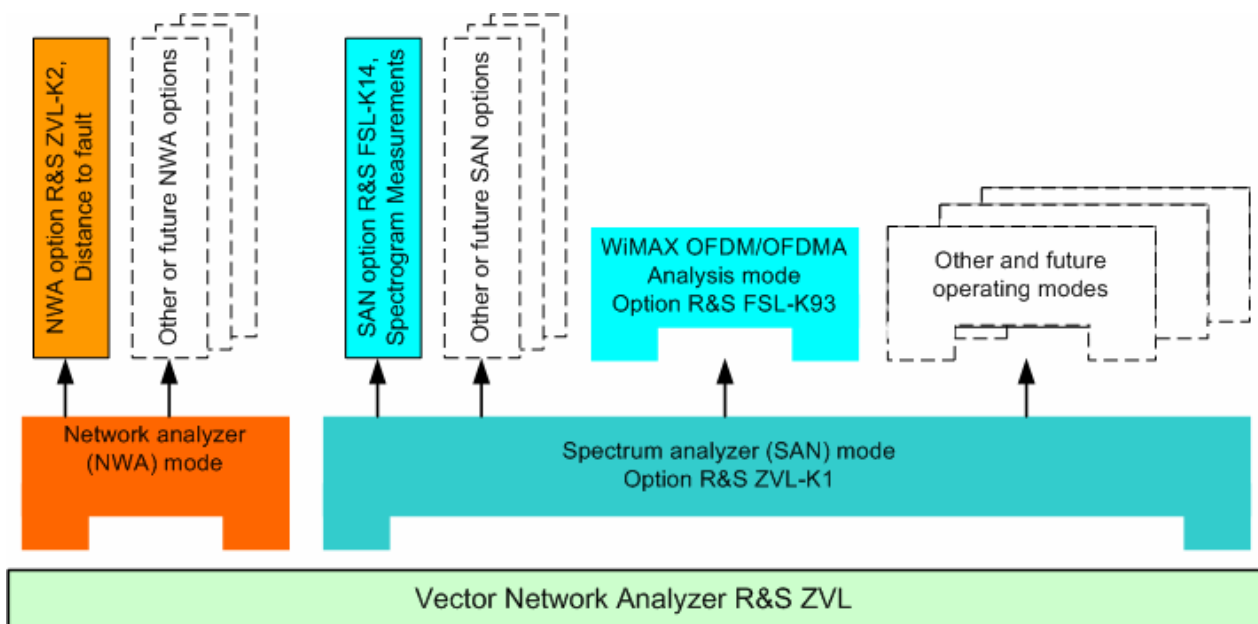 NWA option R&S ZVL-K2,
Distance to fault
Other or future NWA options
SAN option R&S FSL-K14,
Spectrogram Measurements
Other or future SAN options
WiMAX OFDM/OFDMA
Analysis mode
Option R&S FSL-K93
Other and future
operating modes
Network analyzer
(NWA) mode
Spectrum analyzer (SAN) mode
Option R&S ZVL-K1
Vector Network Analyzer R&S ZVL